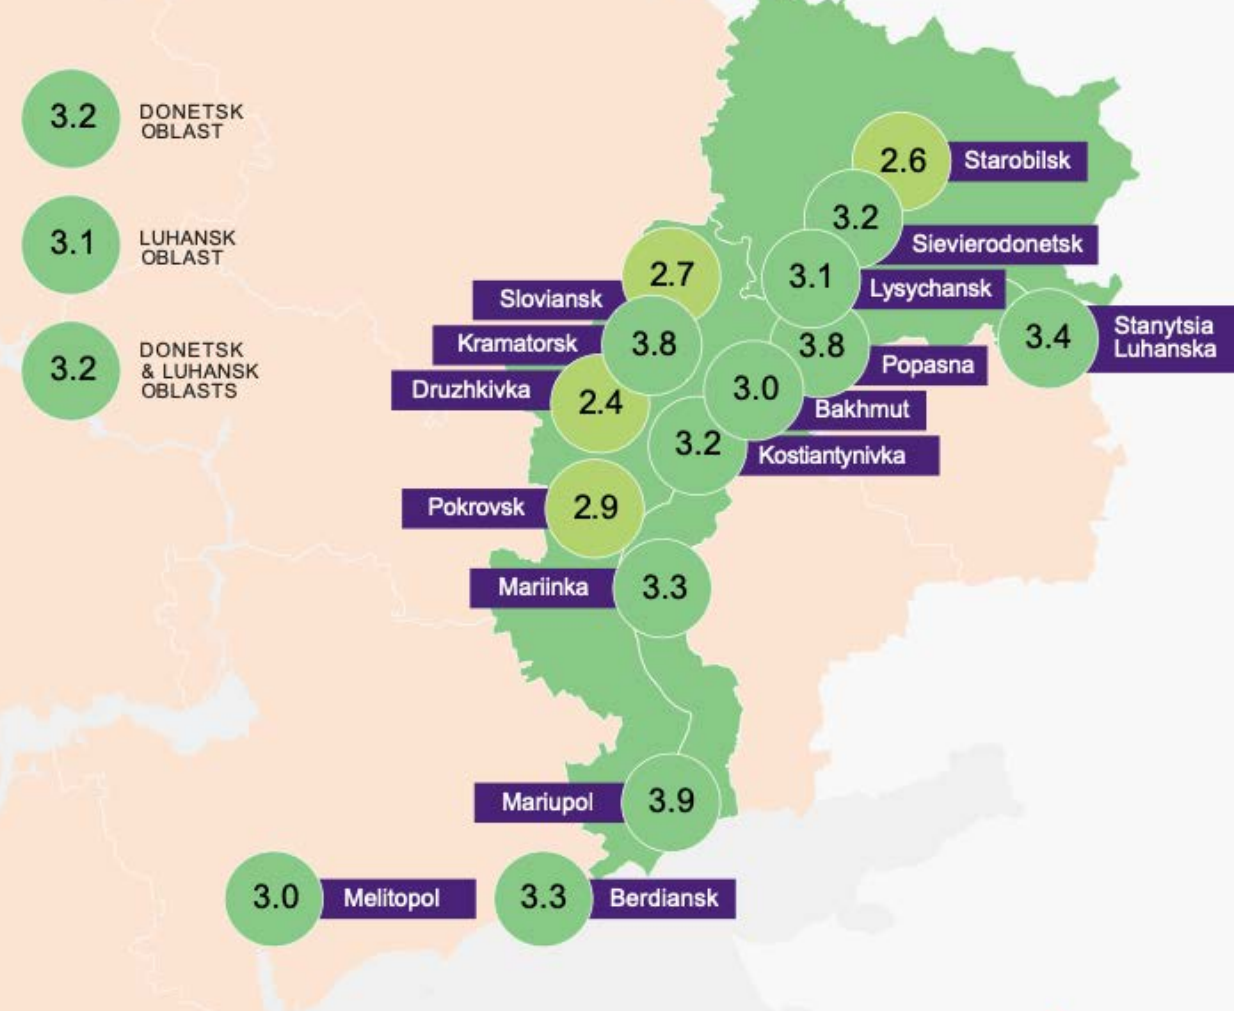 3.2
DONETSK
OBLAST
3.1
LUHANSK
OBLAST
3.2
DONETSK
& LUHANSK
OBLASTS
2.6
Starobilsk
3.2
Sievierodonetsk
2.7
Sloviansk
3.1
Lysychansk
3.8
Kramatorsk
3.8
Popasna
3.4
Stanytsia
Luhanska
2.4
Druzhkivka
3.0
Bakhmut
3.2
Kostiantynivka
Pokrovsk
2.9
Mariinka
3.3
Mariupol
3.9
3.0
Melitopol
3.3
Berdiansk